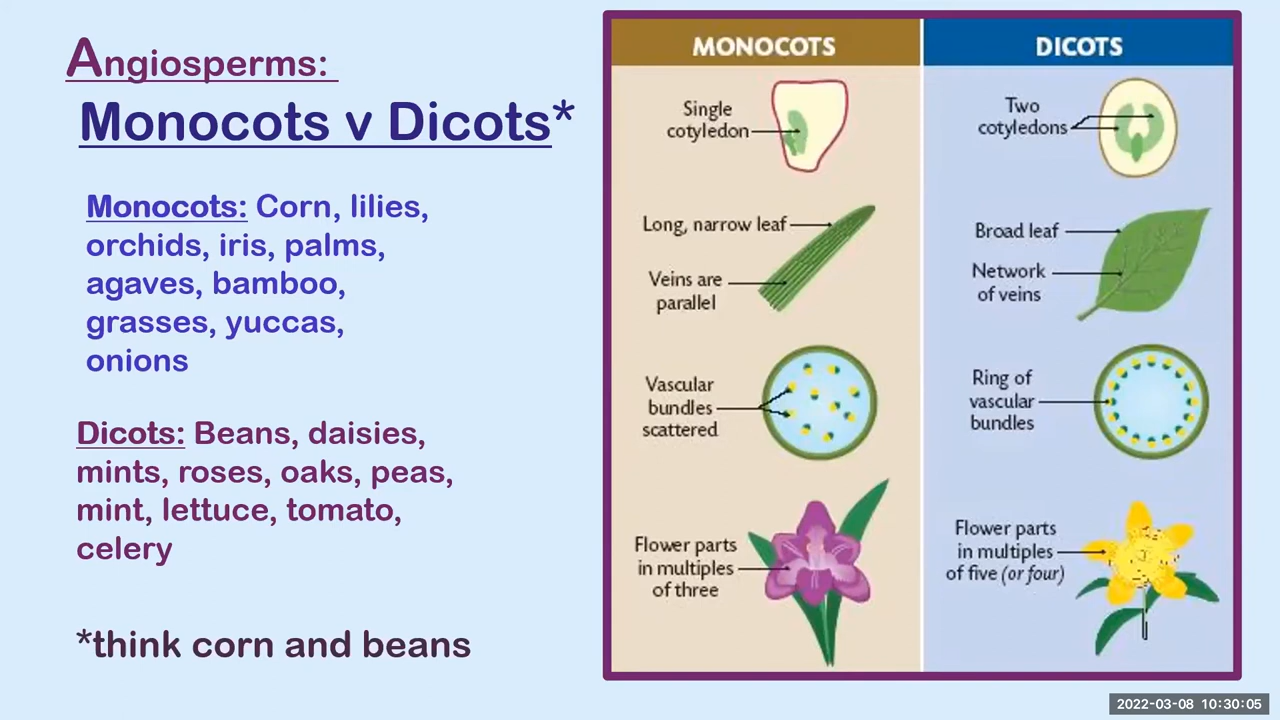 Angiosperms:
Monocots v Dicots*
Monocots: Corn, lilies,
orchids, iris, palms,
agaves, bamboo,
grasses, yuccas,
onions
Dicots: Beans, daisies,
mints, roses, oaks, peas,
mint, lettuce, tomato,
celery
*think corn and beans
MONOCOTS
Single
cotyledon
Long, narrow leaf
Veins are
parallel
Vascular
bundles
scattered
Flower parts
in multiples
of three
DICOTS
Two
cotyledons
Broad leaf
Network
of veins
Ring of
vascular
bundles
Flower parts
in multiples
of five (or four)
2022-03-08 10:30:05